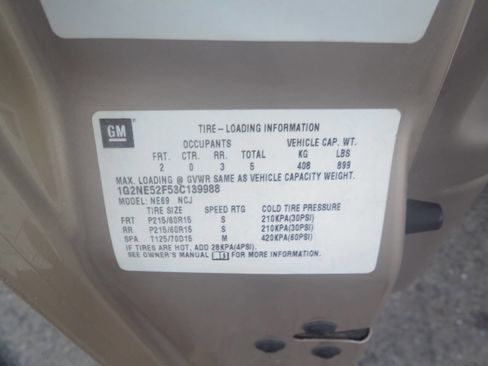 GM
TIRE-LOADING INFORMATION
OCCUPANTS VEHICLE CAP. WT.
FRT. CTR. RR. TOTAL KG LBS
2 0 3 5 408 899
MAX. LOADING @ GVWR SAME AS VEHICLE CAPACITY WEIGHT.
1G2NE52F53C139988
MODEL: NE69 NCJ
TIRE SIZE SPEED RTG COLD TIRE PRESSURE
FRT P215/60R15 S 210KPA(30PSI)
RR P215/60R15 S 210KPA(30PSI)
SPA T125/70D15 M 420KPA(60PSI)
IF TIRES ARE HOT, ADD 28KPA(4PSI).
SEE OWNER'S MANUAL FOR MORE INFORMATION